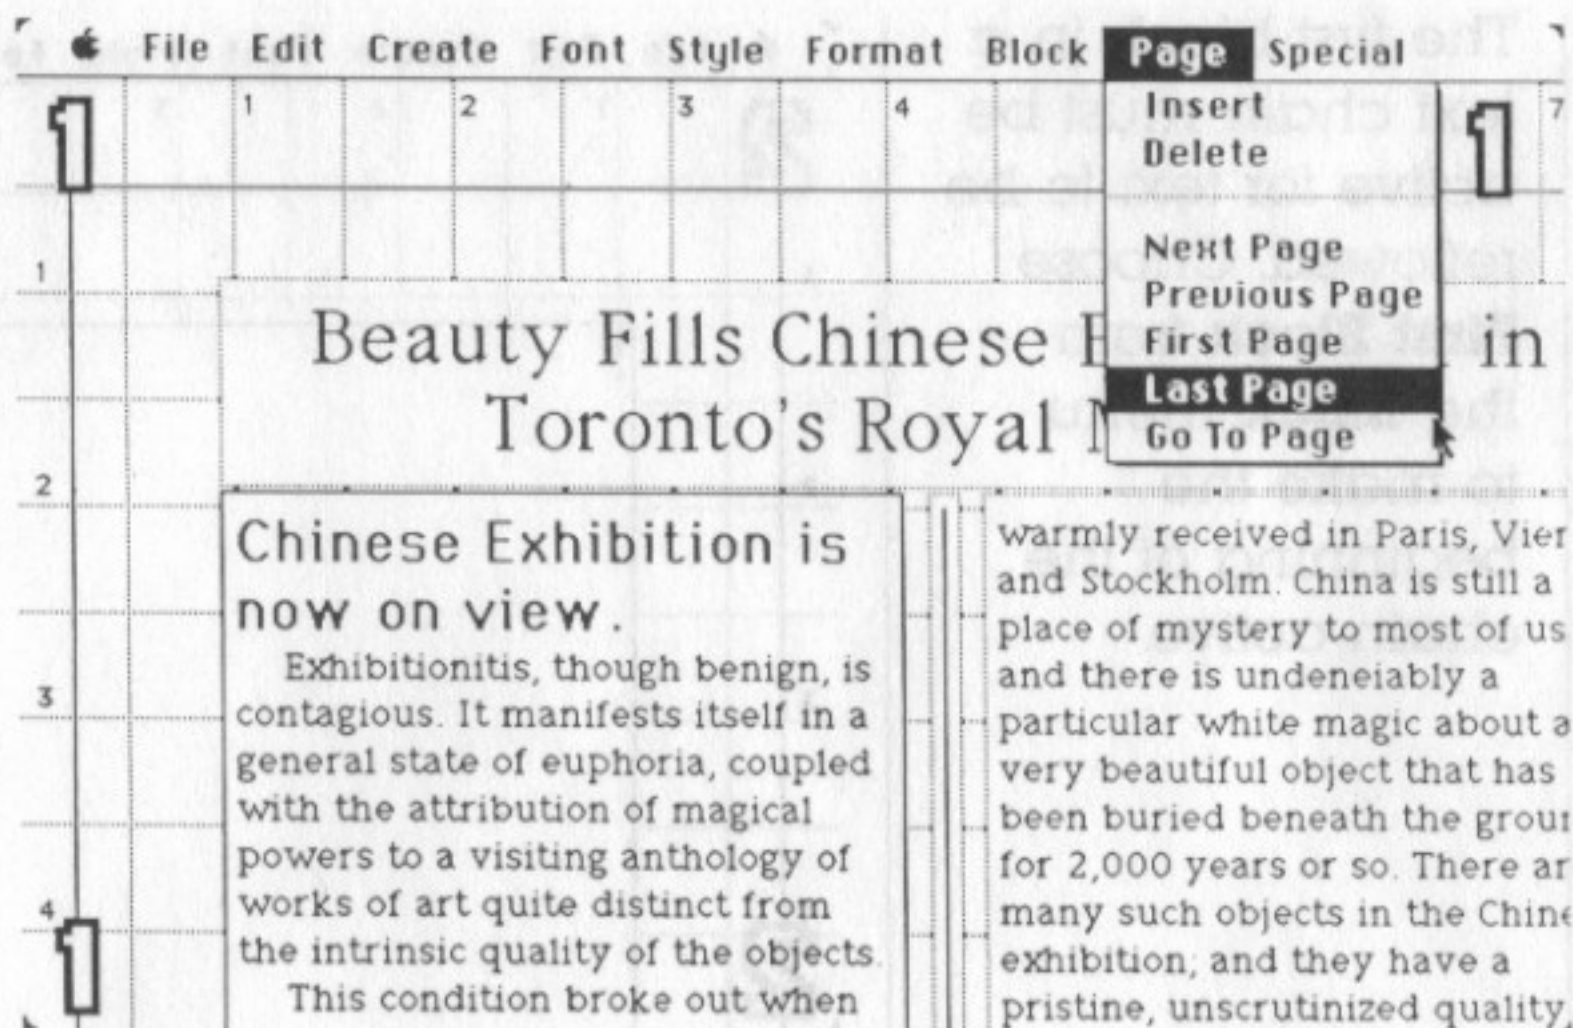 File Edit Create Font Style Format Block Page Special
1 2 3 4 7
1 1
Insert
Delete
Next Page
Previous Page
First Page
Last Page
Go To Page
1
2
3
4
1
Beauty Fills Chinese in
Toronto's Royal
Chinese Exhibition is
now on view.
Exhibitionitis, though benign, is
contagious. It manifests itself in a
general state of euphoria, coupled
with the attribution of magical
powers to a visiting anthology of
works of art quite distinct from
the intrinsic quality of the objects.
This condition broke out when
warmly received in Paris, Vien
and Stockholm. China is still a
place of mystery to most of us
and there is undeneiably a
particular white magic about a
very beautiful object that has
been buried beneath the groun
for 2,000 years or so. There ar
many such objects in the Chine
exhibition; and they have a
pristine, unscrutinized quality,